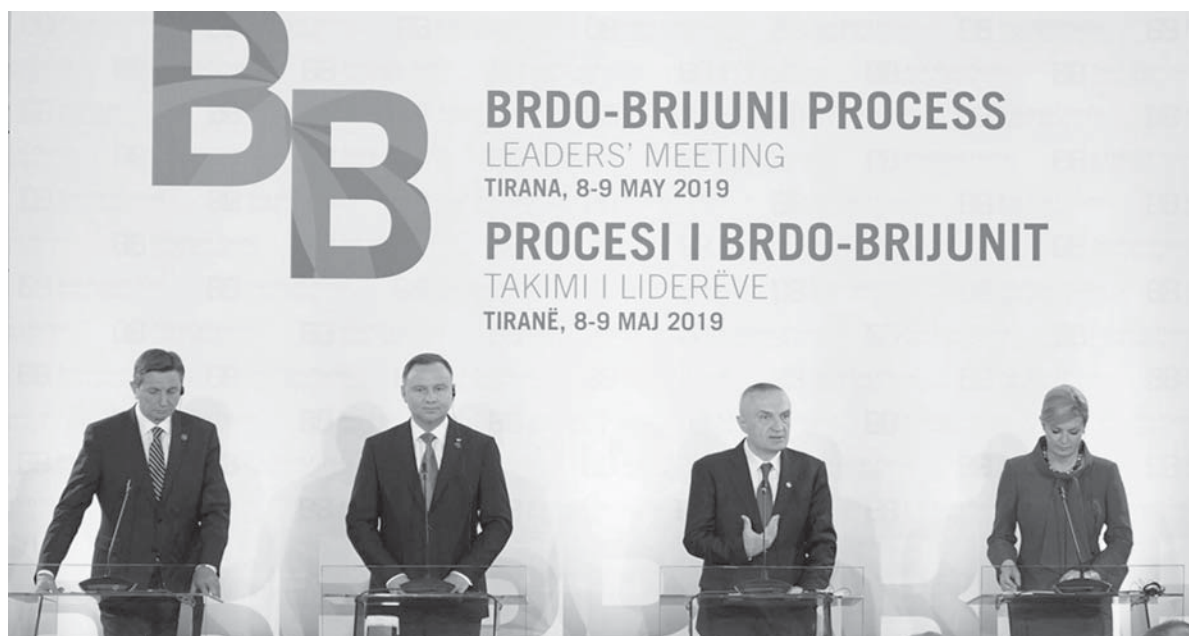 BB
BRDO-BRIJUNI PROCESS
LEADERS' MEETING
TIRANA, 8-9 MAY 2019
PROCESI I BRDO-BRIJUNIT
TAKIMI I LIDERËVE
TIRANË, 8-9 MAJ 2019